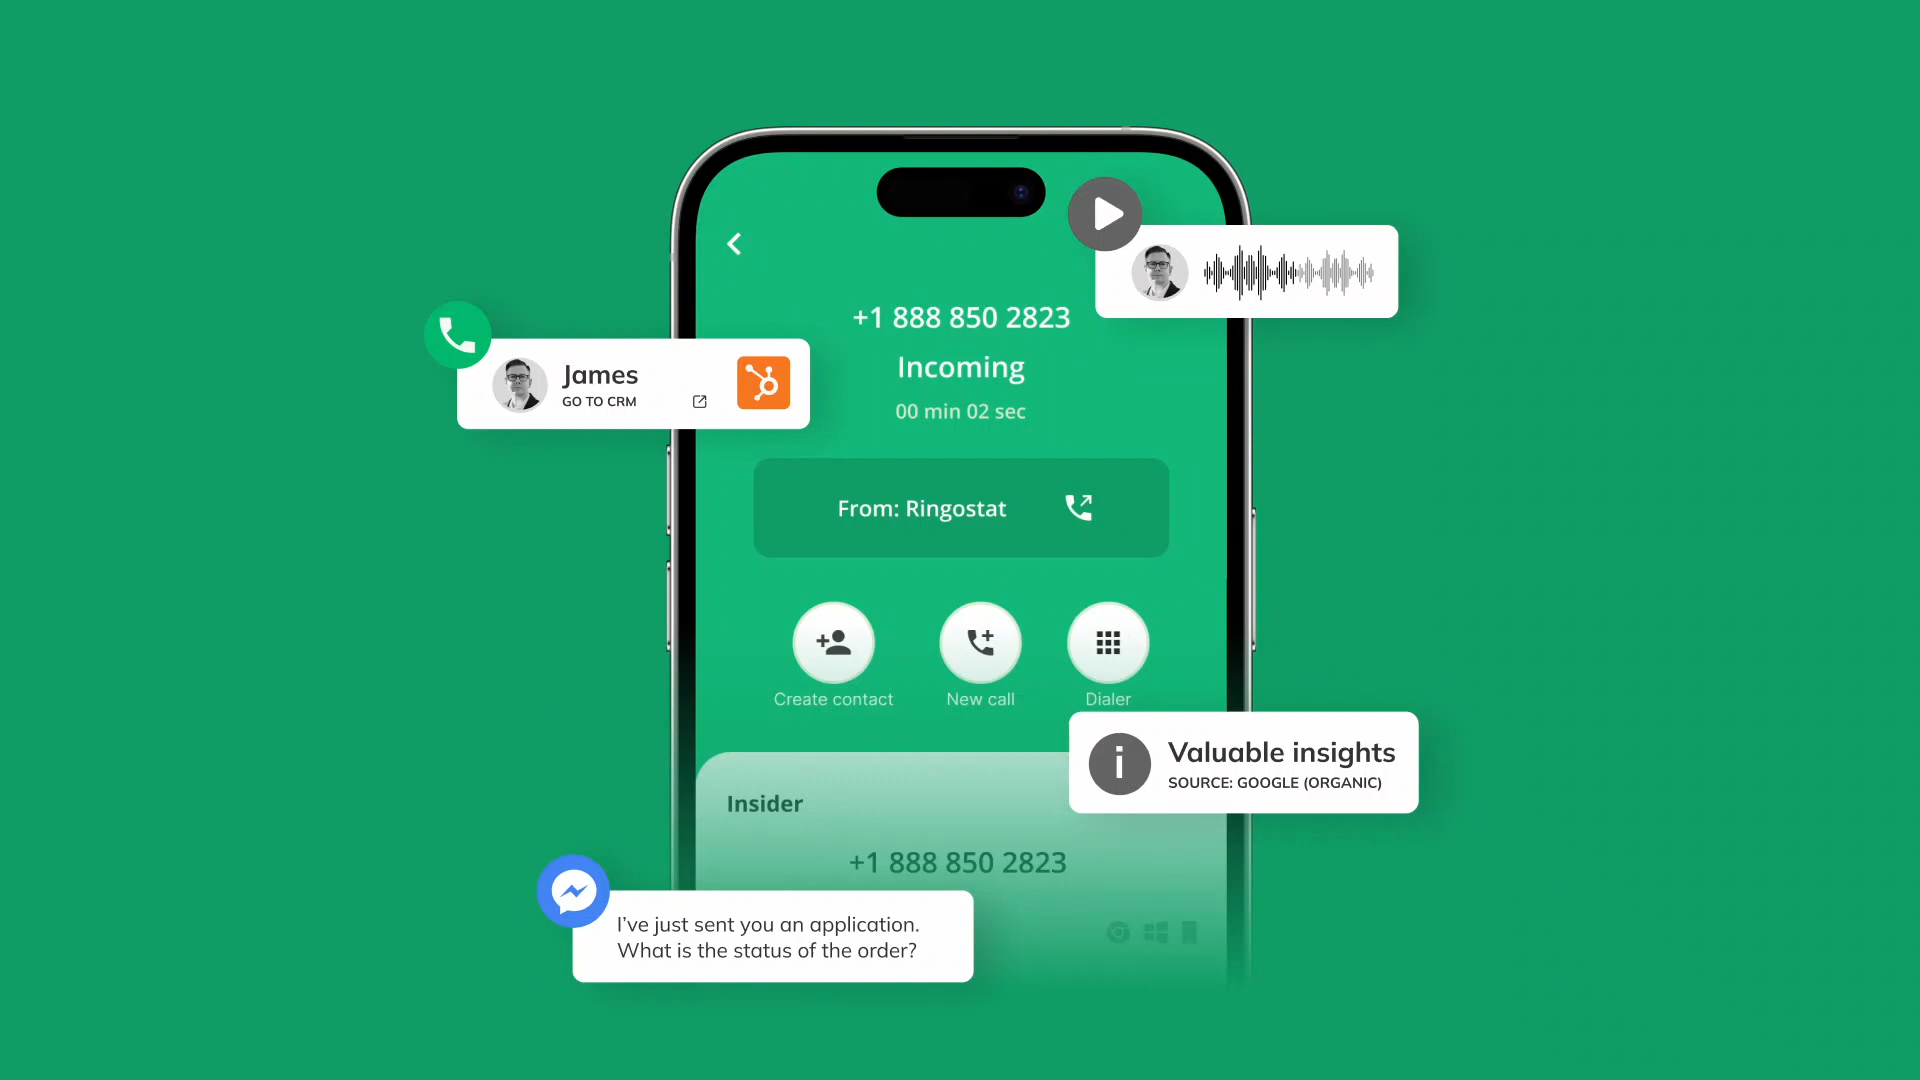 +1 888 850 2823
Incoming
00 min 02 sec
James
GO TO CRM
From: Ringostat
Create contact
New call
Dialer
Valuable insights
SOURCE: GOOGLE (ORGANIC)
Insider
+1 888 850 2823
I’ve just sent you an application.
What is the status of the order?